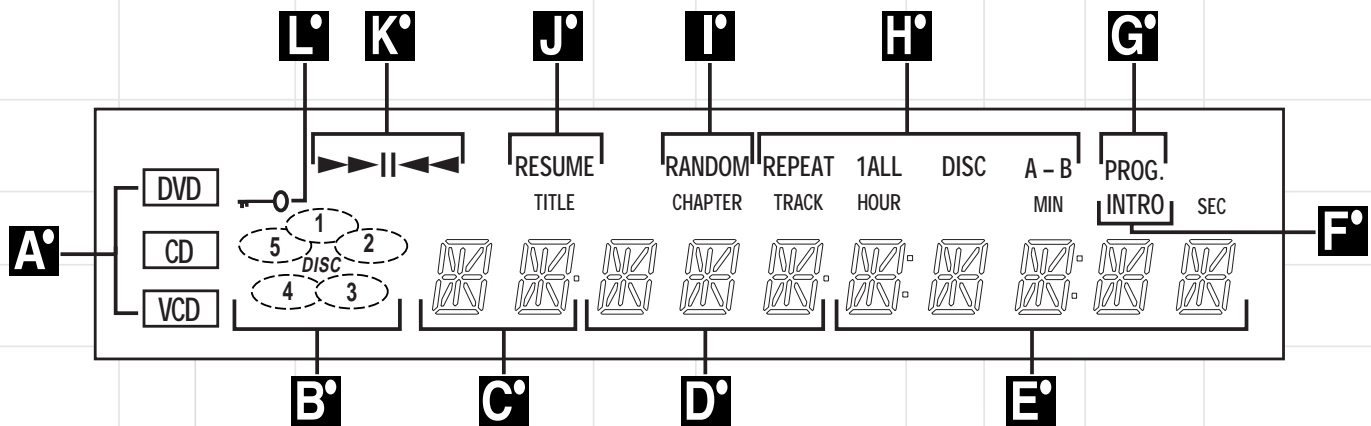 L• K• J• I• H• G•
RESUME RANDOM REPEAT 1ALL DISC A – B PROG.
DVD TITLE CHAPTER TRACK HOUR MIN INTRO SEC
1
A• CD 5 DISC 2 F•
4 3
VCD
B• C• D• E•